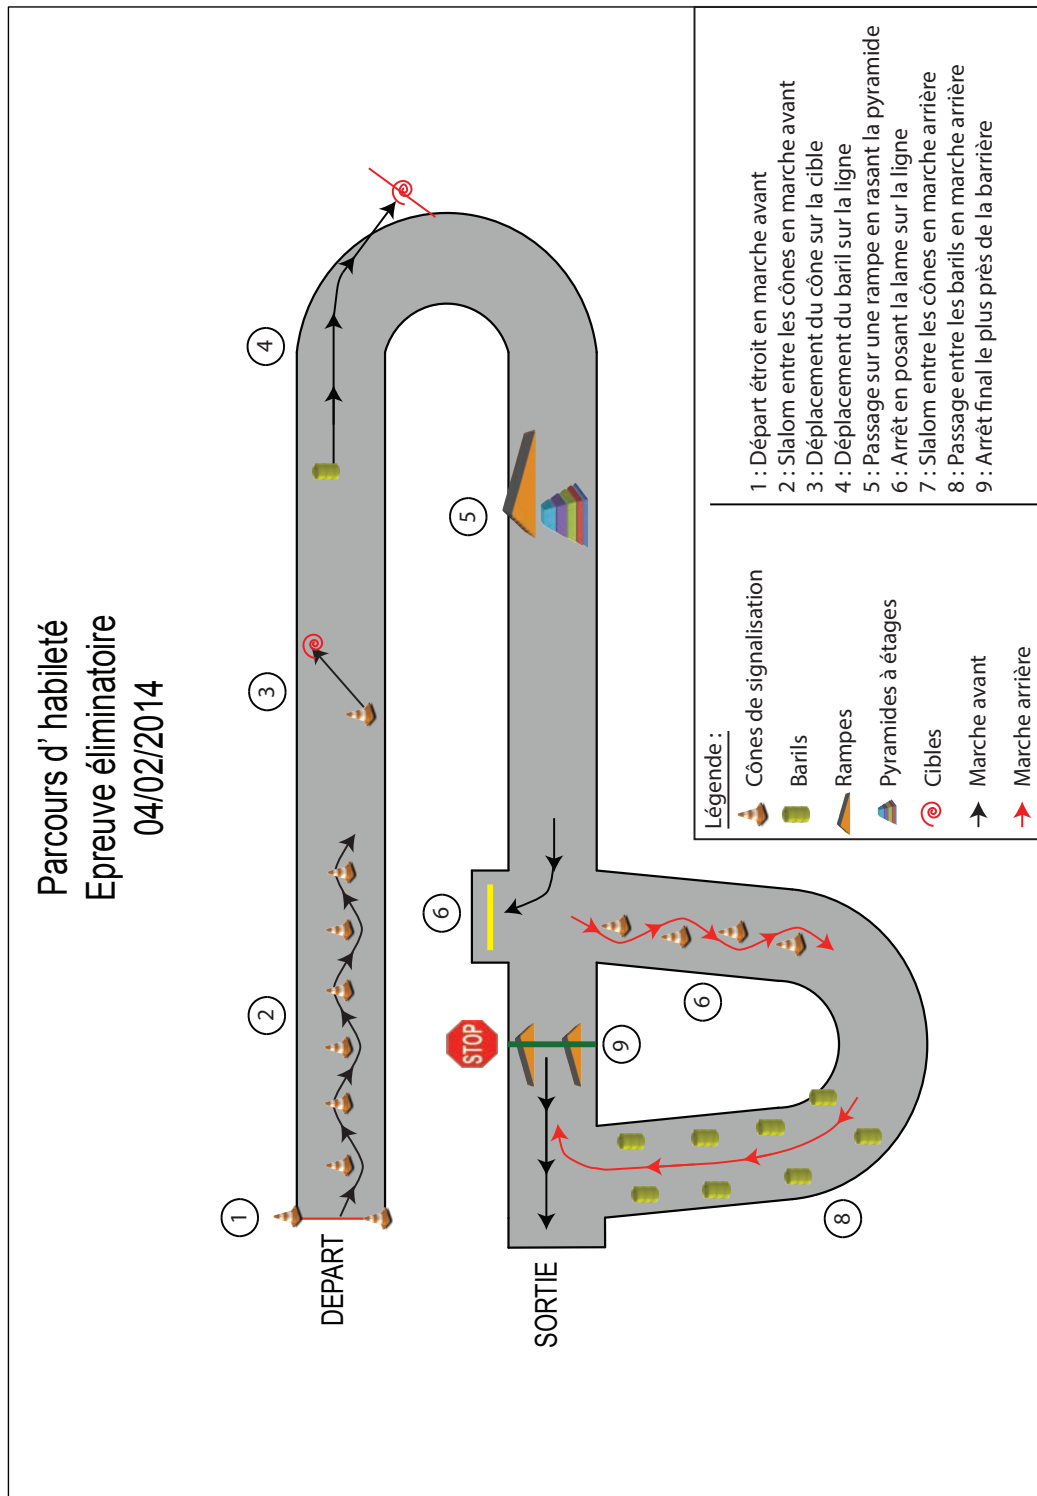 Parcours d' habileté
Epreuve éliminatoire
04/02/2014
1
2
3
4
DEPART
5
6
STOP
9
6
8
SORTIE
Légende :
Cônes de signalisation
Barils
Rampes
Pyramides à étages
Cibles
Marche avant
Marche arrière
1 : Départ étroit en marche avant
2 : Slalom entre les cônes en marche avant
3 : Déplacement du cône sur la cible
4 : Déplacement du baril sur la ligne
5 : Passage sur une rampe en rasant la pyramide
6 : Arrêt en posant la lame sur la ligne
7 : Slalom entre les cônes en marche arrière
8 : Passage entre les barils en marche arrière
9 : Arrêt final le plus près de la barrière